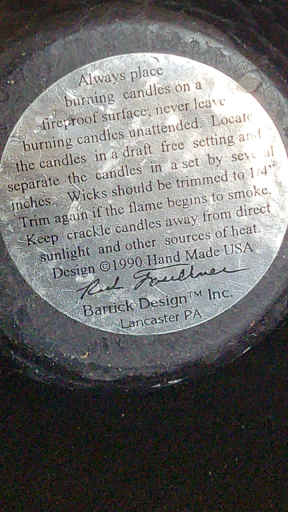 Always place
burning candles on a
fireproof surface, never leave
burning candles unattended. Locate
the candles in a draft free setting and
separate the candles in a set by several
inches. Wicks should be trimmed to 1/4"
Trim again if the flame begins to smoke.
Keep crackle candles away from direct
sunlight and other sources of heat.
Design ©1990 Hand Made USA
Barrick Design™ Inc.
Lancaster PA